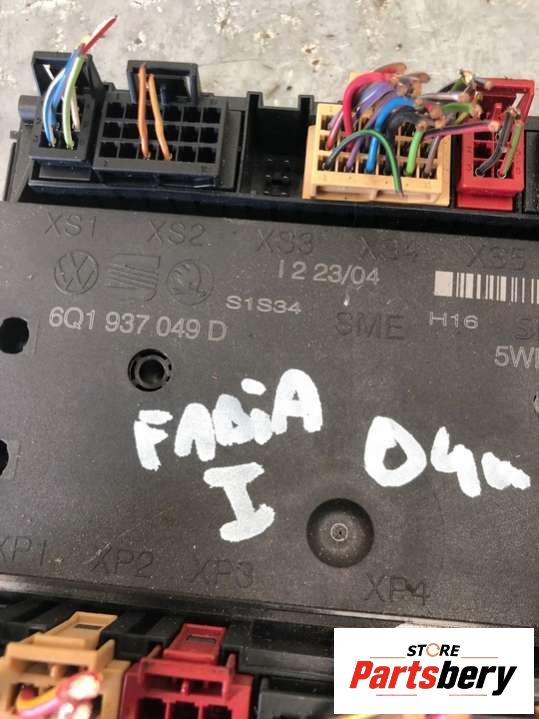 XS1 XS2 XS3 XS4 XS5
I 2 23/04
S1S34
6Q1 937 049 D
SME H16
FABiA
I
04
XP1 XP2 XP3 XP4
STORE
Partsbery